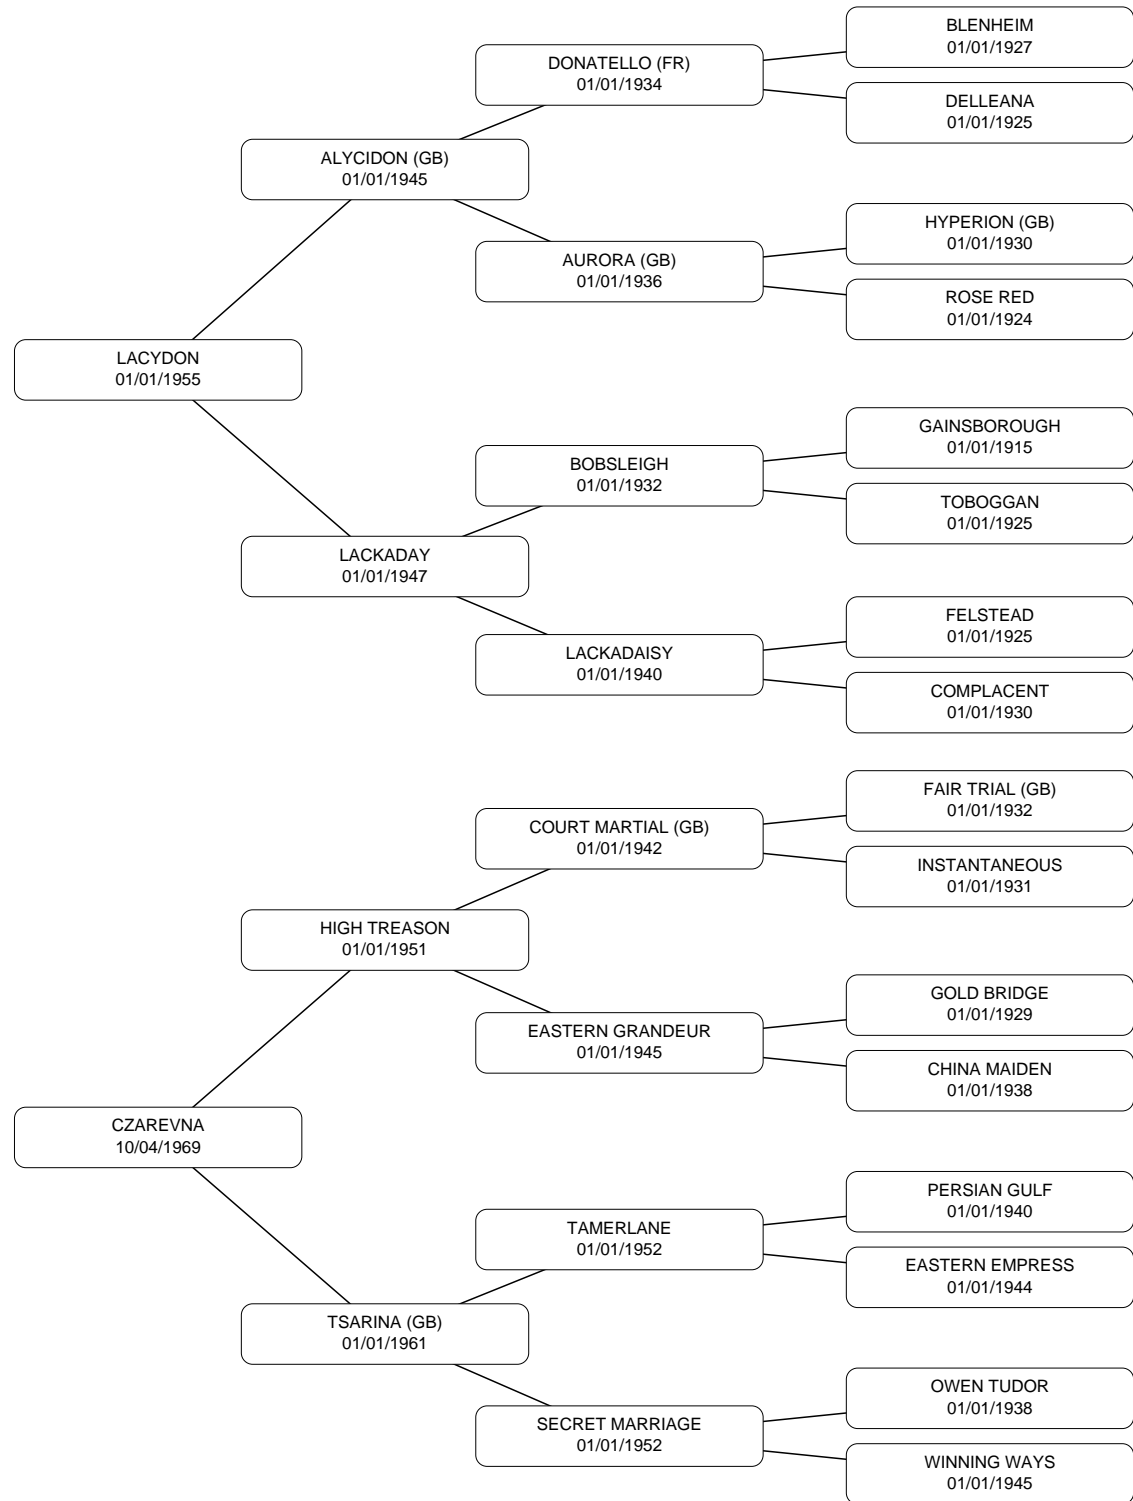 BLENHEIM
01/01/1927
DONATELLO (FR)
01/01/1934
DELLEANA
01/01/1925
ALYCIDON (GB)
01/01/1945
HYPERION (GB)
01/01/1930
AURORA (GB)
01/01/1936
ROSE RED
01/01/1924
LACYDON
01/01/1955
GAINSBOROUGH
01/01/1915
BOBSLEIGH
01/01/1932
TOBOGGAN
01/01/1925
LACKADAY
01/01/1947
FELSTEAD
01/01/1925
LACKADAISY
01/01/1940
COMPLACENT
01/01/1930
FAIR TRIAL (GB)
01/01/1932
COURT MARTIAL (GB)
01/01/1942
INSTANTANEOUS
01/01/1931
HIGH TREASON
01/01/1951
GOLD BRIDGE
01/01/1929
EASTERN GRANDEUR
01/01/1945
CHINA MAIDEN
01/01/1938
CZAREVNA
10/04/1969
PERSIAN GULF
01/01/1940
TAMERLANE
01/01/1952
EASTERN EMPRESS
01/01/1944
TSARINA (GB)
01/01/1961
OWEN TUDOR
01/01/1938
SECRET MARRIAGE
01/01/1952
WINNING WAYS
01/01/1945